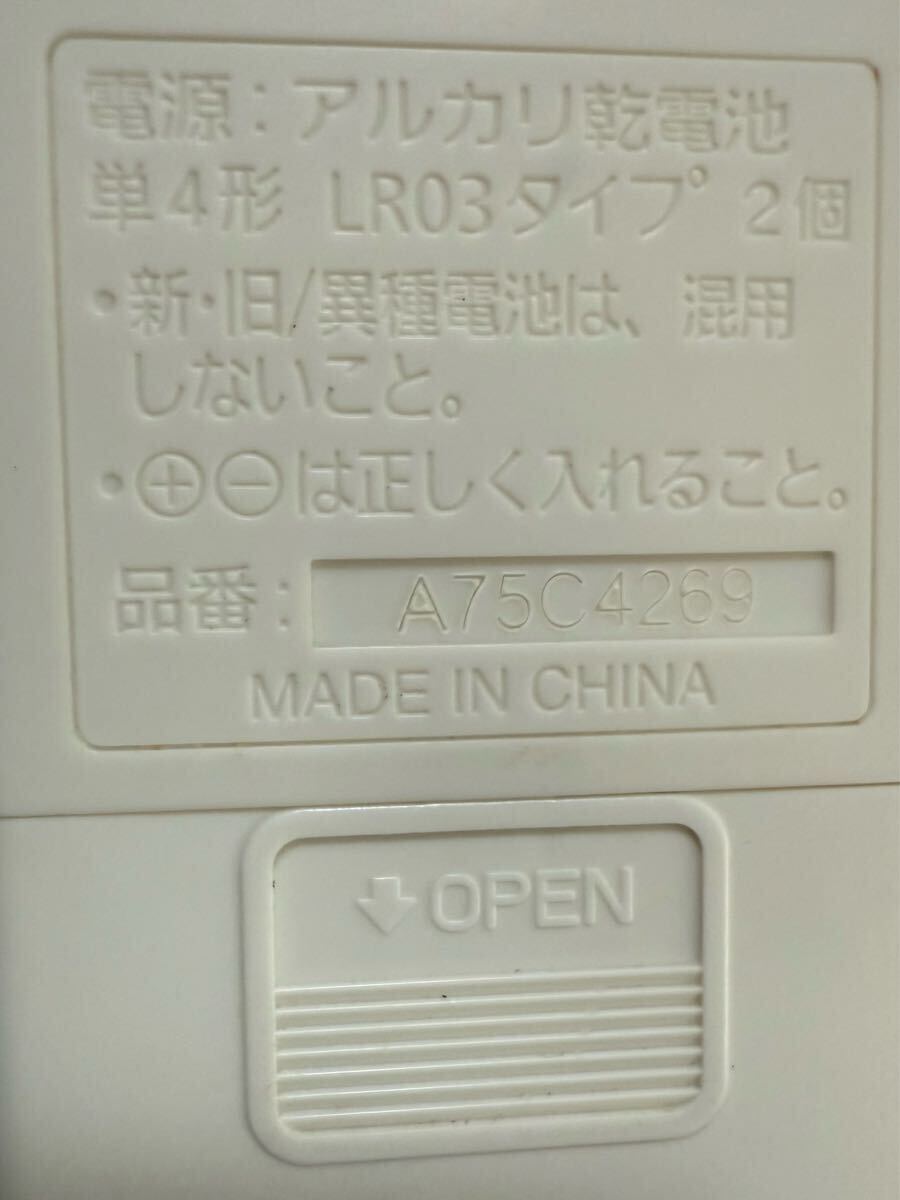 電源：アルカリ乾電池
単4形 LR03タイプ 2個
・新・旧/異種電池は、混用
しないこと。
・⊕⊖は正しく入れること。
品番： A75C4269
MADE IN CHINA
OPEN